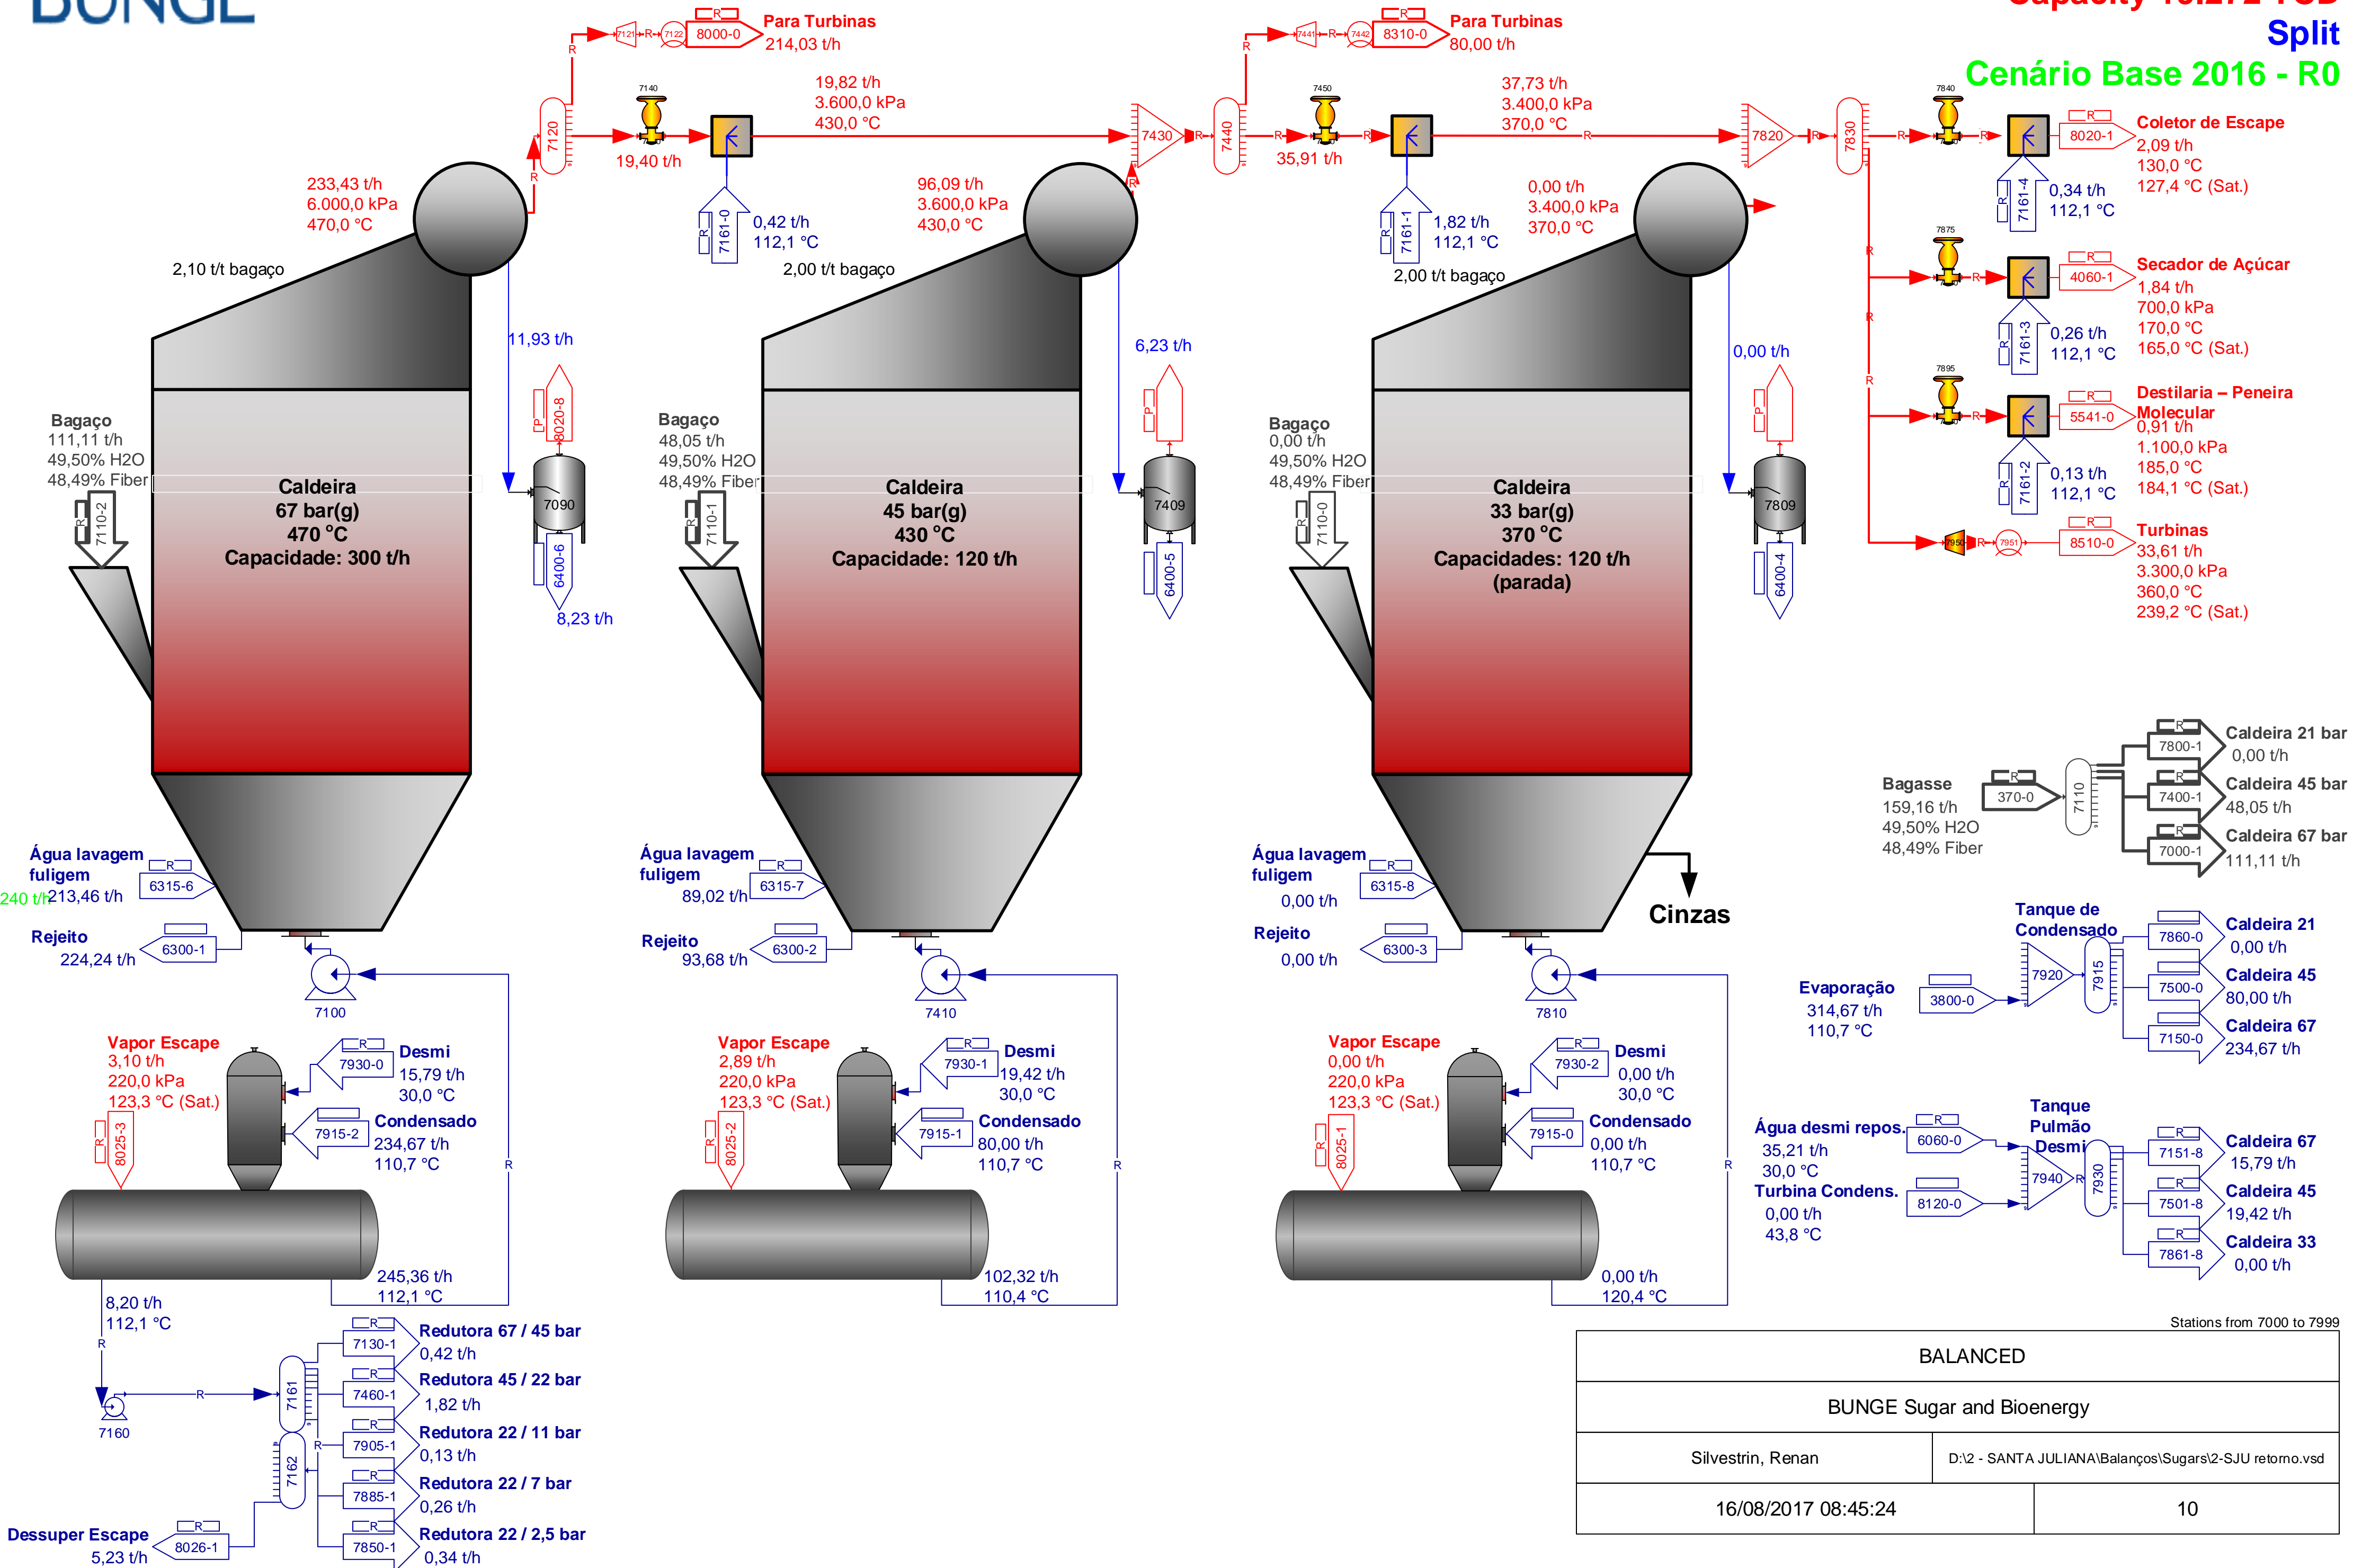 BUNGE
Split
Cenário Base 2016 - R0
Para Turbinas
214,03 t/h
7121
R
7122
R
8000-0
R
7120
7140
19,40 t/h
19,82 t/h
3.600,0 kPa
430,0 °C
R
7161-0
0,42 t/h
112,1 °C
233,43 t/h
6.000,0 kPa
470,0 °C
R
2,10 t/t bagaço
11,93 t/h
P
8020-8
7090
6400-6
8,23 t/h
Bagaço
111,11 t/h
49,50% H2O
48,49% Fiber
R
7110-2
Caldeira
67 bar(g)
470 °C
Capacidade: 300 t/h
Água lavagem
fuligem
240 t/h
213,46 t/h
R
6315-6
Rejeito
224,24 t/h
6300-1
7100
Vapor Escape
3,10 t/h
220,0 kPa
123,3 °C (Sat.)
R
8025-3
R
7930-0
Desmi
15,79 t/h
30,0 °C
7915-2
Condensado
234,67 t/h
110,7 °C
R
245,36 t/h
112,1 °C
8,20 t/h
112,1 °C
R
7160
R
7161
7162
R
R
7130-1
Redutora 67 / 45 bar
0,42 t/h
R
7460-1
Redutora 45 / 22 bar
1,82 t/h
R
7905-1
Redutora 22 / 11 bar
0,13 t/h
R
7885-1
Redutora 22 / 7 bar
0,26 t/h
R
7850-1
Redutora 22 / 2,5 bar
0,34 t/h
Dessuper Escape
5,23 t/h
R
8026-1
Para Turbinas
80,00 t/h
7441
R
7442
R
8310-0
R
7430
R
7440
R
7450
R
35,91 t/h
37,73 t/h
3.400,0 kPa
370,0 °C
R
R
7161-1
1,82 t/h
112,1 °C
96,09 t/h
3.600,0 kPa
430,0 °C
R
2,00 t/t bagaço
6,23 t/h
P
7409
6400-5
Bagaço
48,05 t/h
49,50% H2O
48,49% Fiber
R
7110-1
Caldeira
45 bar(g)
430 °C
Capacidade: 120 t/h
Água lavagem
fuligem
89,02 t/h
R
6315-7
Rejeito
93,68 t/h
6300-2
7410
Vapor Escape
2,89 t/h
220,0 kPa
123,3 °C (Sat.)
R
8025-2
R
7930-1
Desmi
19,42 t/h
30,0 °C
7915-1
Condensado
80,00 t/h
110,7 °C
R
102,32 t/h
110,4 °C
0,00 t/h
3.400,0 kPa
370,0 °C
2,00 t/t bagaço
0,00 t/h
P
7809
6400-4
Bagaço
0,00 t/h
49,50% H2O
48,49% Fiber
R
7110-0
Caldeira
33 bar(g)
370 °C
Capacidades: 120 t/h
(parada)
Cinzas
Água lavagem
fuligem
0,00 t/h
R
6315-8
Rejeito
0,00 t/h
6300-3
7810
Vapor Escape
0,00 t/h
220,0 kPa
123,3 °C (Sat.)
R
8025-1
R
7930-2
Desmi
0,00 t/h
30,0 °C
7915-0
Condensado
0,00 t/h
110,7 °C
R
0,00 t/h
120,4 °C
7820
R
7830
R
7840
R
R
8020-1
Coletor de Escape
2,09 t/h
130,0 °C
127,4 °C (Sat.)
R
7161-4
0,34 t/h
112,1 °C
R
7875
R
R
4060-1
Secador de Açúcar
1,84 t/h
700,0 kPa
170,0 °C
165,0 °C (Sat.)
R
7161-3
0,26 t/h
112,1 °C
R
R
7895
R
R
5541-0
Destilaria – Peneira
Molecular
0,91 t/h
1.100,0 kPa
185,0 °C
184,1 °C (Sat.)
R
7161-2
0,13 t/h
112,1 °C
7950
R
7951
R
8510-0
Turbinas
33,61 t/h
3.300,0 kPa
360,0 °C
239,2 °C (Sat.)
Bagasse
159,16 t/h
49,50% H2O
48,49% Fiber
R
370-0
7110
R
7800-1
Caldeira 21 bar
0,00 t/h
R
7400-1
Caldeira 45 bar
48,05 t/h
R
7000-1
Caldeira 67 bar
111,11 t/h
Tanque de
Condensado
Evaporação
314,67 t/h
110,7 °C
3800-0
7920
7915
7860-0
Caldeira 21
0,00 t/h
7500-0
Caldeira 45
80,00 t/h
7150-0
Caldeira 67
234,67 t/h
Tanque
Pulmão
Desmi
Água desmi repos.
35,21 t/h
30,0 °C
R
6060-0
Turbina Condens.
0,00 t/h
43,8 °C
8120-0
7940
R
7930
R
7151-8
Caldeira 67
15,79 t/h
R
7501-8
Caldeira 45
19,42 t/h
R
7861-8
Caldeira 33
0,00 t/h
Stations from 7000 to 7999
BALANCED
BUNGE Sugar and Bioenergy
Silvestrin, Renan
D:\2 - SANTA JULIANA\Balanços\Sugars\2-SJU retorno.vsd
16/08/2017 08:45:24
10